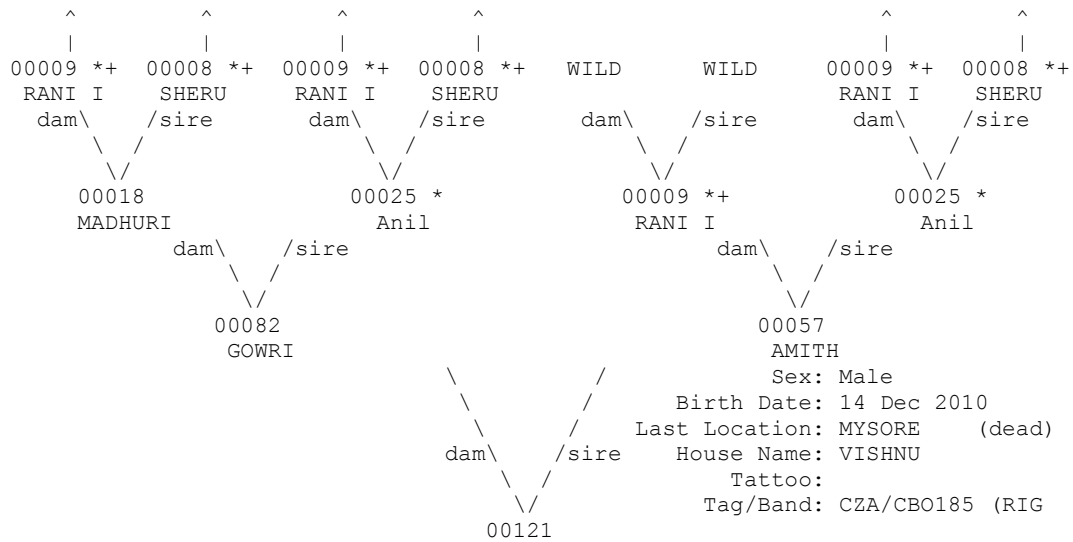 ^ ^ ^ ^ ^ ^
| | | | | |
00009 *+ 00008 *+ 00009 *+ 00008 *+ WILD WILD 00009 *+ 00008 *+
RANI I SHERU RANI I SHERU RANI I SHERU
dam\ /sire dam\ /sire dam\ /sire dam\ /sire
\ / \ / \ / \ /
\/ \/ \/ \/
00018 00025 * 00009 *+ 00025 *
MADHURI Anil RANI I Anil
dam\ /sire dam\ /sire
\ / \ /
\/ \/
00082 00057
GOWRI AMITH
\ / Sex: Male
\ / Birth Date: 14 Dec 2010
\ / Last Location: MYSORE (dead)
dam\ /sire House Name: VISHNU
\ / Tattoo:
\/ Tag/Band: CZA/CBO185 (RIG
00121